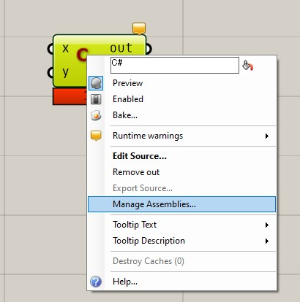 x out
y
C
C#
Preview
Enabled
Bake...
Runtime warnings
Edit Source...
Remove out
Export Source...
Manage Assemblies...
Tooltip Text
Tooltip Description
Destroy Caches (0)
Help...